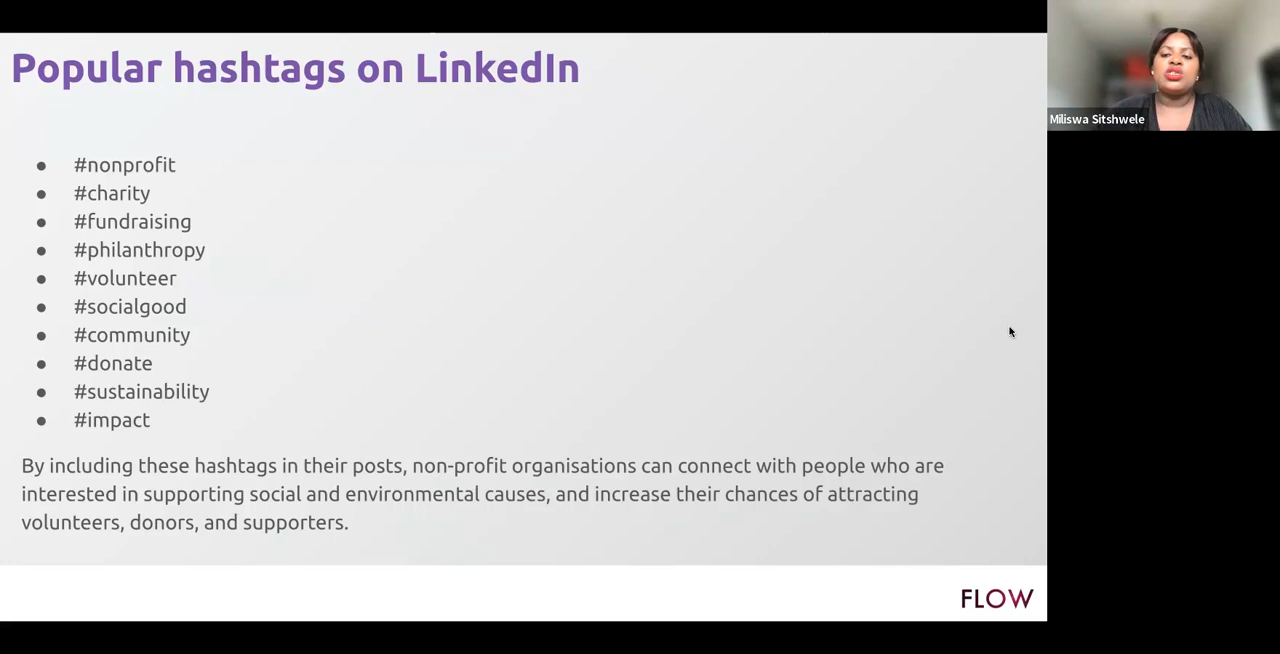 Popular hashtags on LinkedIn
Miliswa Sitshwele
● #nonprofit
● #charity
● #fundraising
● #philanthropy
● #volunteer
● #socialgood
● #community
● #donate
● #sustainability
● #impact
By including these hashtags in their posts, non-profit organisations can connect with people who are
interested in supporting social and environmental causes, and increase their chances of attracting
volunteers, donors, and supporters.
FLOW